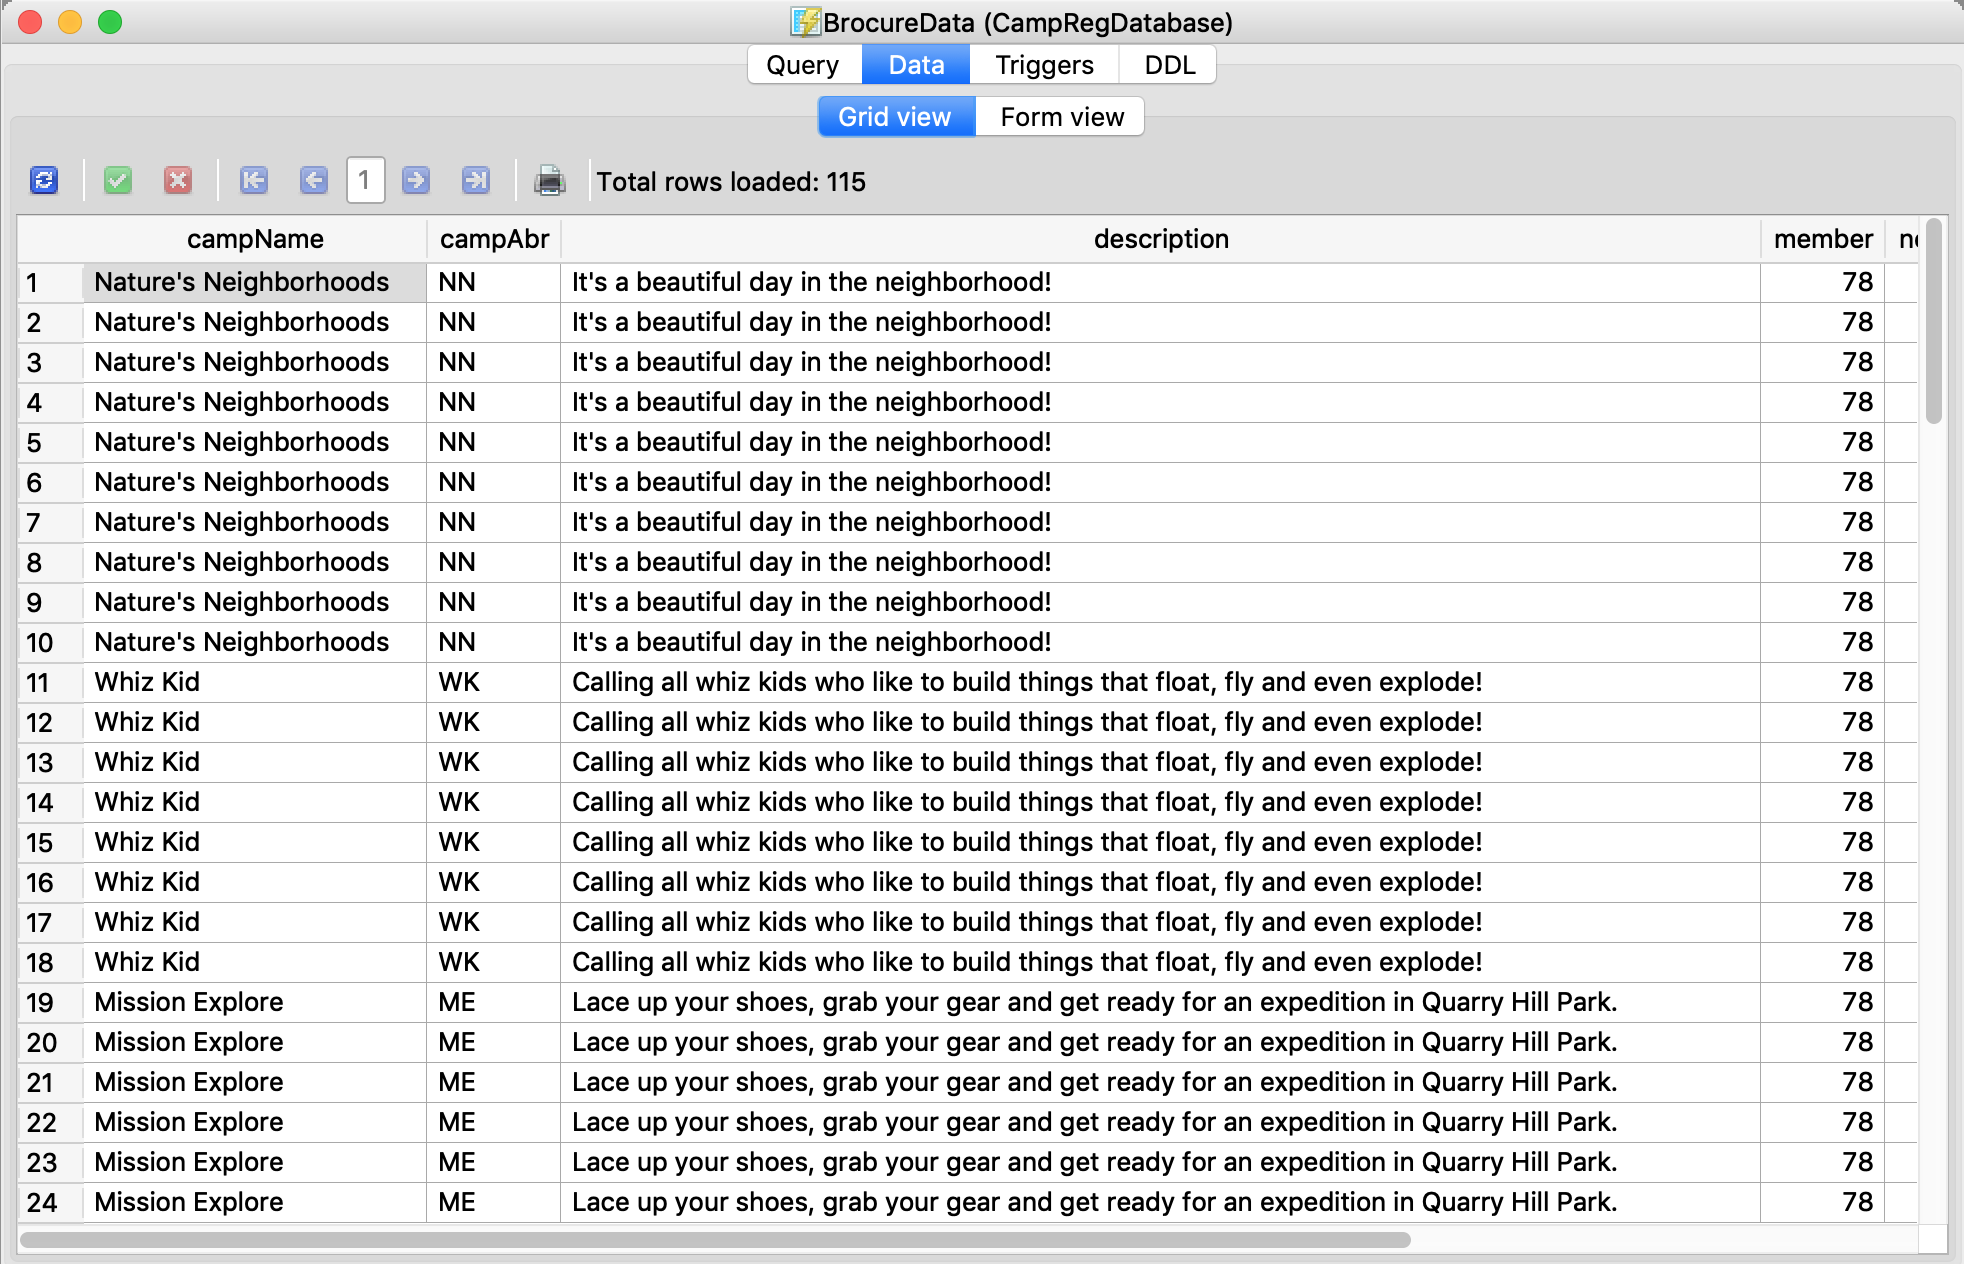 BrocureData (CampRegDatabase)
Query Data Triggers DDL
Grid view Form view
1 Total rows loaded: 115
campName campAbr description member
1 Nature's Neighborhoods NN It's a beautiful day in the neighborhood! 78
2 Nature's Neighborhoods NN It's a beautiful day in the neighborhood! 78
3 Nature's Neighborhoods NN It's a beautiful day in the neighborhood! 78
4 Nature's Neighborhoods NN It's a beautiful day in the neighborhood! 78
5 Nature's Neighborhoods NN It's a beautiful day in the neighborhood! 78
6 Nature's Neighborhoods NN It's a beautiful day in the neighborhood! 78
7 Nature's Neighborhoods NN It's a beautiful day in the neighborhood! 78
8 Nature's Neighborhoods NN It's a beautiful day in the neighborhood! 78
9 Nature's Neighborhoods NN It's a beautiful day in the neighborhood! 78
10 Nature's Neighborhoods NN It's a beautiful day in the neighborhood! 78
11 Whiz Kid WK Calling all whiz kids who like to build things that float, fly and even explode! 78
12 Whiz Kid WK Calling all whiz kids who like to build things that float, fly and even explode! 78
13 Whiz Kid WK Calling all whiz kids who like to build things that float, fly and even explode! 78
14 Whiz Kid WK Calling all whiz kids who like to build things that float, fly and even explode! 78
15 Whiz Kid WK Calling all whiz kids who like to build things that float, fly and even explode! 78
16 Whiz Kid WK Calling all whiz kids who like to build things that float, fly and even explode! 78
17 Whiz Kid WK Calling all whiz kids who like to build things that float, fly and even explode! 78
18 Whiz Kid WK Calling all whiz kids who like to build things that float, fly and even explode! 78
19 Mission Explore ME Lace up your shoes, grab your gear and get ready for an expedition in Quarry Hill Park. 78
20 Mission Explore ME Lace up your shoes, grab your gear and get ready for an expedition in Quarry Hill Park. 78
21 Mission Explore ME Lace up your shoes, grab your gear and get ready for an expedition in Quarry Hill Park. 78
22 Mission Explore ME Lace up your shoes, grab your gear and get ready for an expedition in Quarry Hill Park. 78
23 Mission Explore ME Lace up your shoes, grab your gear and get ready for an expedition in Quarry Hill Park. 78
24 Mission Explore ME Lace up your shoes, grab your gear and get ready for an expedition in Quarry Hill Park. 78